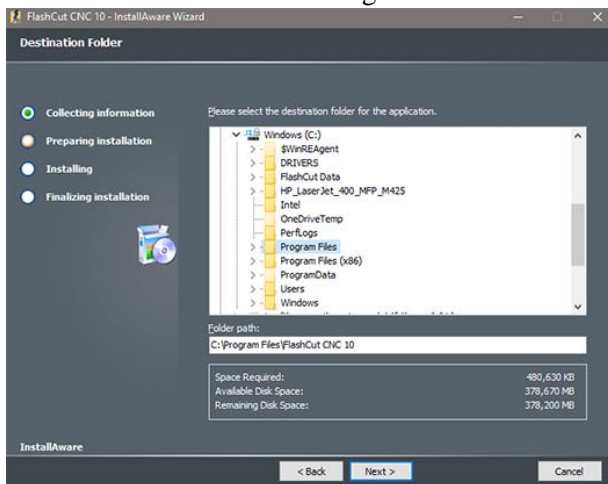 FlashCut CNC 10 - InstallAware Wizard
Destination Folder
Collecting information
Preparing installation
Installing
Finalizing installation
Please select the destination folder for the application.
Windows (C:)
$WinREAgent
DRIVERS
FlashCut Data
HP_LaserJet_400_MFP_M425
Intel
OneDriveTemp
PerfLogs
Program Files
Program Files (x86)
ProgramData
Users
Windows
Folder path:
C:\Program Files\FlashCut CNC 10
Space Required: 480,630 KB
Available Disk Space: 378,670 MB
Remaining Disk Space: 378,200 MB
InstallAware
< Back Next > Cancel